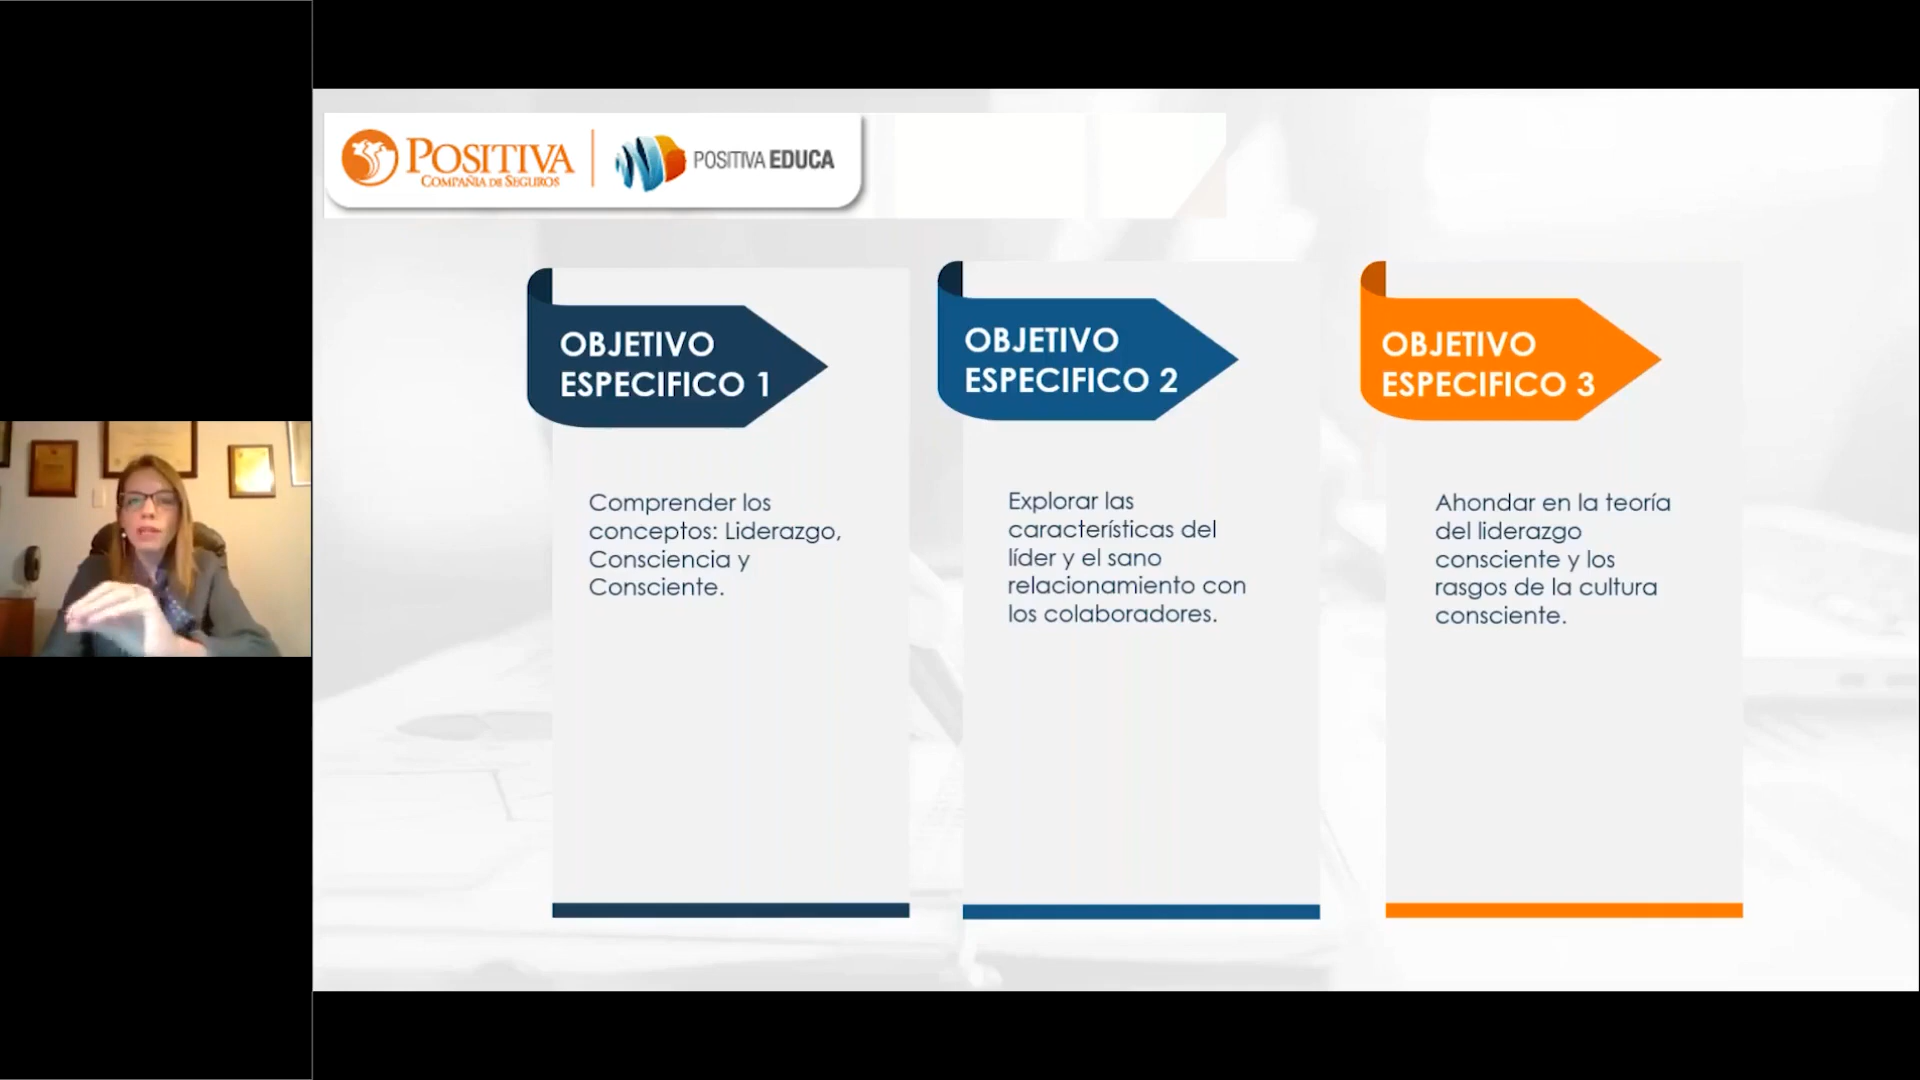 POSITIVA
COMPAÑIA DE SEGUROS
POSITIVA EDUCA
OBJETIVO
ESPECIFICO 1
Comprender los
conceptos: Liderazgo,
Consciencia y
Consciente.
OBJETIVO
ESPECIFICO 2
Explorar las
características del
líder y el sano
relacionamiento con
los colaboradores.
OBJETIVO
ESPECIFICO 3
Ahondar en la teoría
del liderazgo
consciente y los
rasgos de la cultura
consciente.